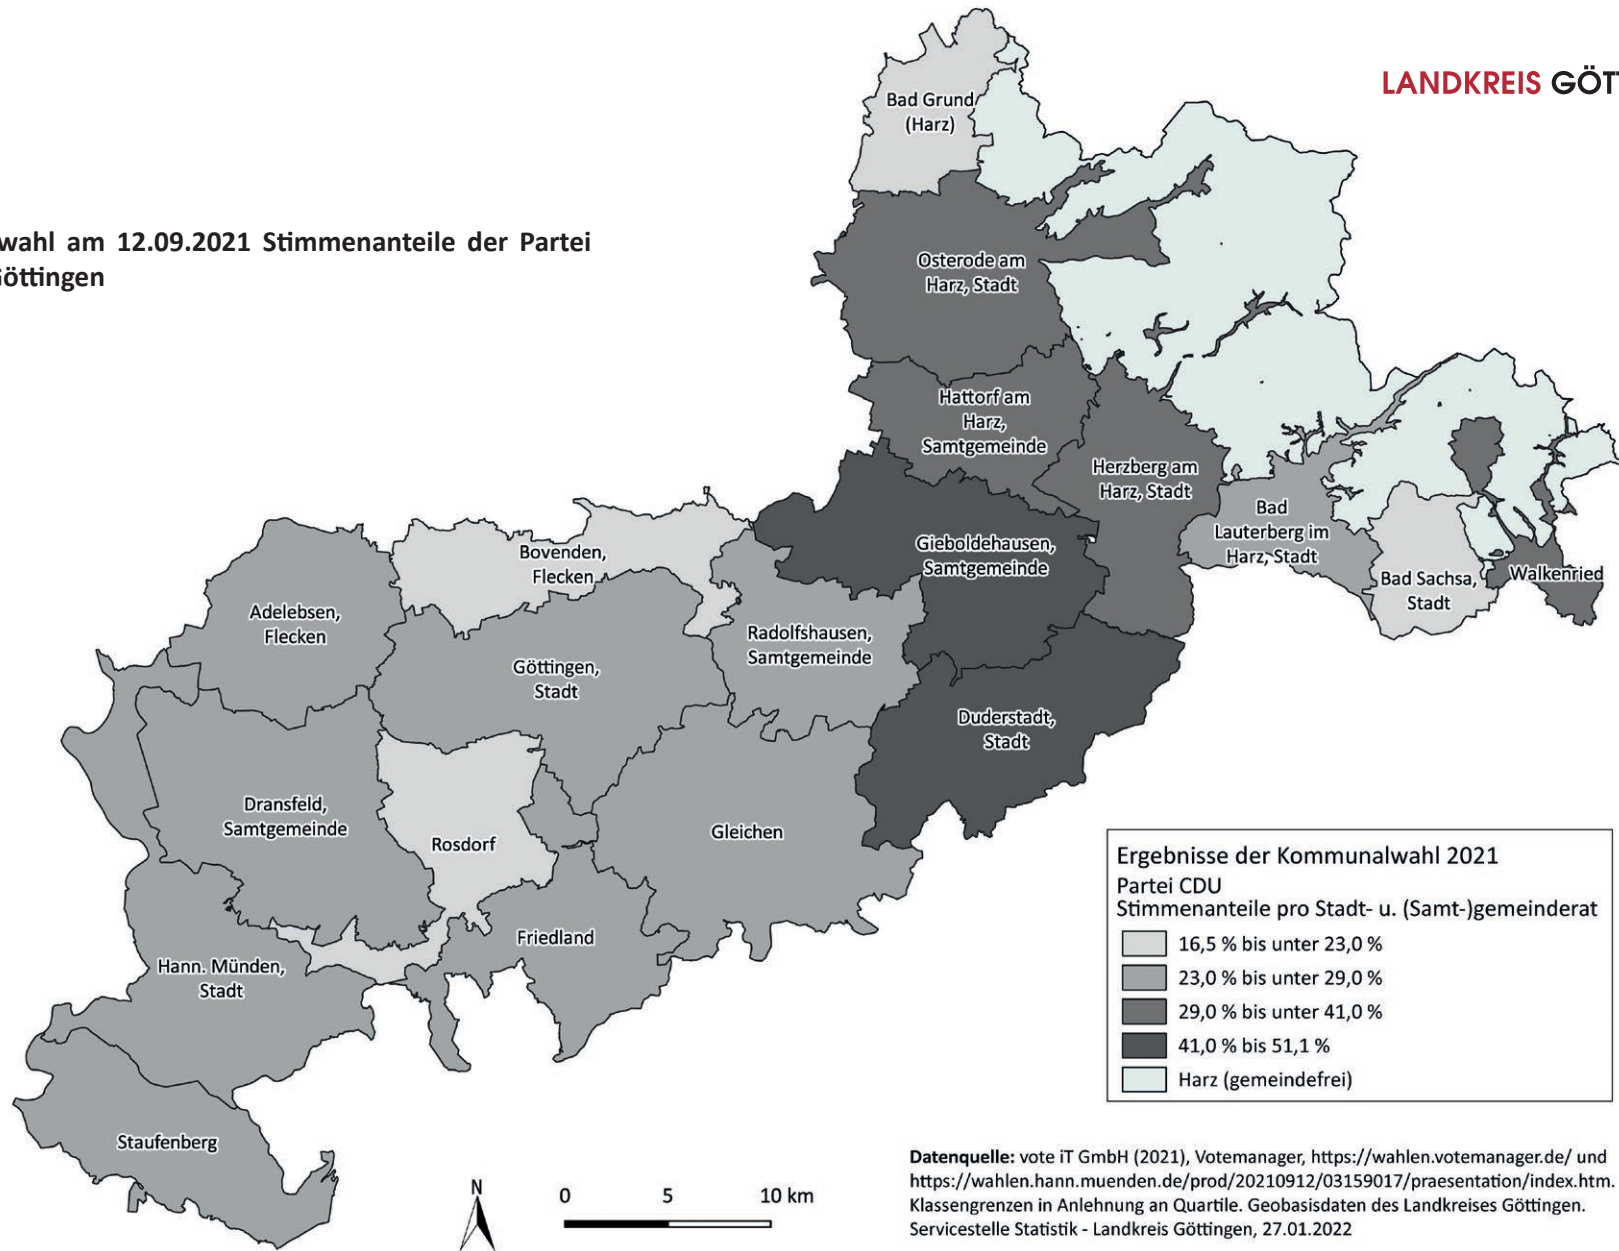 LANDKREIS GÖT
wahl am 12.09.2021 Stimmenanteile der Partei
Göttingen
Bad Grund
(Harz)
Osterode am
Harz, Stadt
Hattorf am
Harz,
Samtgemeinde
Herzberg am
Harz, Stadt
Bad
Lauterberg im
Harz, Stadt
Bad Sachsa,
Stadt
Walkenried
Gieboldehausen,
Samtgemeinde
Bovenden,
Flecken
Adelebsen,
Flecken
Radolfshausen,
Samtgemeinde
Göttingen,
Stadt
Duderstadt,
Stadt
Dransfeld,
Samtgemeinde
Rosdorf
Gleichen
Friedland
Hann. Münden,
Stadt
Staufenberg
Ergebnisse der Kommunalwahl 2021
Partei CDU
Stimmenanteile pro Stadt- u. (Samt-)gemeinderat
16,5 % bis unter 23,0 %
23,0 % bis unter 29,0 %
29,0 % bis unter 41,0 %
41,0 % bis 51,1 %
Harz (gemeindefrei)
N
0 5 10 km
Datenquelle: vote iT GmbH (2021), Votemanager, https://wahlen.votemanager.de/ und
https://wahlen.hann.muenden.de/prod/20210912/03159017/praesentation/index.htm.
Klassengrenzen in Anlehnung an Quartile. Geobasisdaten des Landkreises Göttingen.
Servicestelle Statistik - Landkreis Göttingen, 27.01.2022